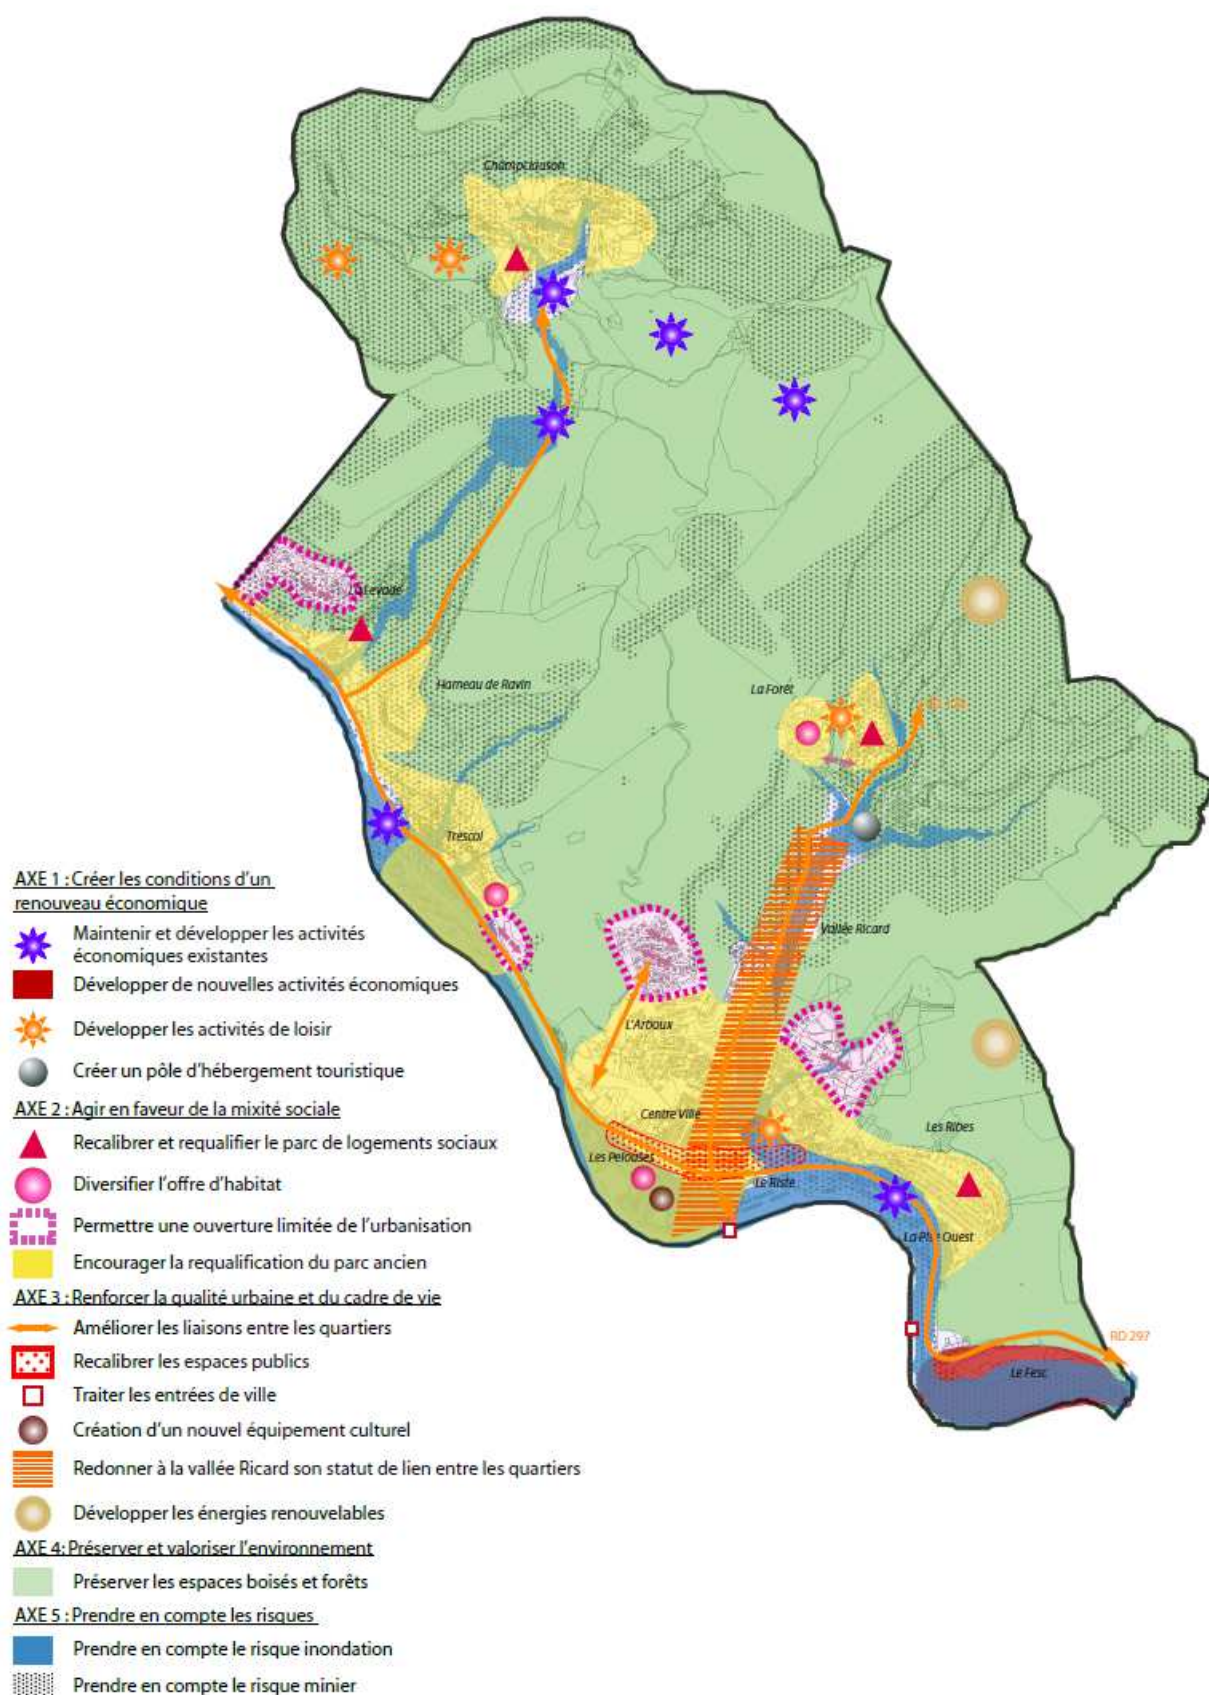 Champclauson
La Levade
Hameau de Ravin
La Forêt
Trescol
Vallée Ricard
L'Arboux
Centre Ville
Les Pelouses
Le Riste
Les Ribes
La Plie Ouest
RD 297
Le Fesc
AXE 1 : Créer les conditions d'un
renouveau économique
Maintenir et développer les activités
économiques existantes
Développer de nouvelles activités économiques
Développer les activités de loisir
Créer un pôle d'hébergement touristique
AXE 2 : Agir en faveur de la mixité sociale
Recalibrer et requalifier le parc de logements sociaux
Diversifier l'offre d'habitat
Permettre une ouverture limitée de l'urbanisation
Encourager la requalification du parc ancien
AXE 3 : Renforcer la qualité urbaine et du cadre de vie
Améliorer les liaisons entre les quartiers
Recalibrer les espaces publics
Traiter les entrées de ville
Création d'un nouvel équipement culturel
Redonner à la vallée Ricard son statut de lien entre les quartiers
Développer les énergies renouvelables
AXE 4: Préserver et valoriser l'environnement
Préserver les espaces boisés et forêts
AXE 5 : Prendre en compte les risques
Prendre en compte le risque inondation
Prendre en compte le risque minier